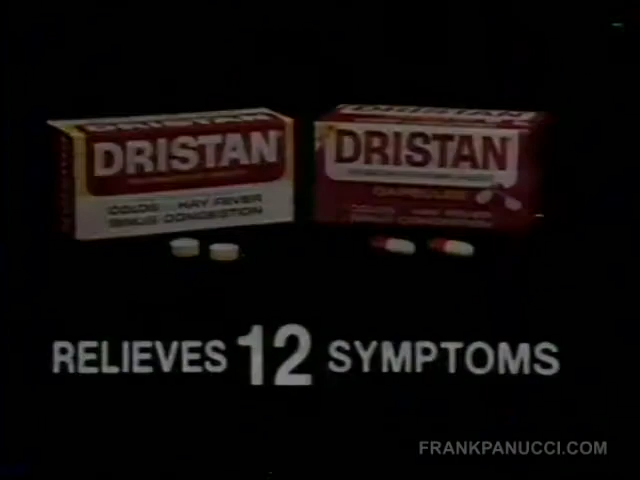 DRISTAN
COLDS HAY FEVER
SINUS CONGESTION
DRISTAN
CAPSULES
RELIEVES 12 SYMPTOMS
FRANKPANUCCI.COM